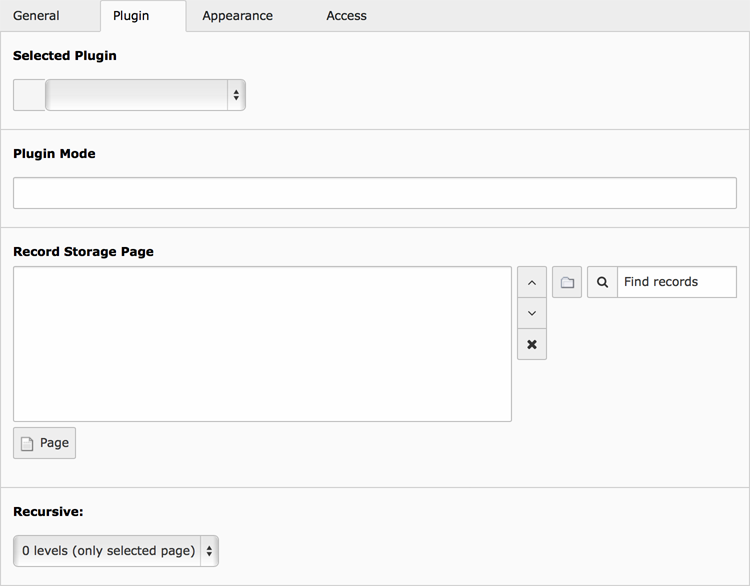 General Plugin Appearance Access
Selected Plugin
Plugin Mode
Record Storage Page
Find records
Page
Recursive:
0 levels (only selected page)